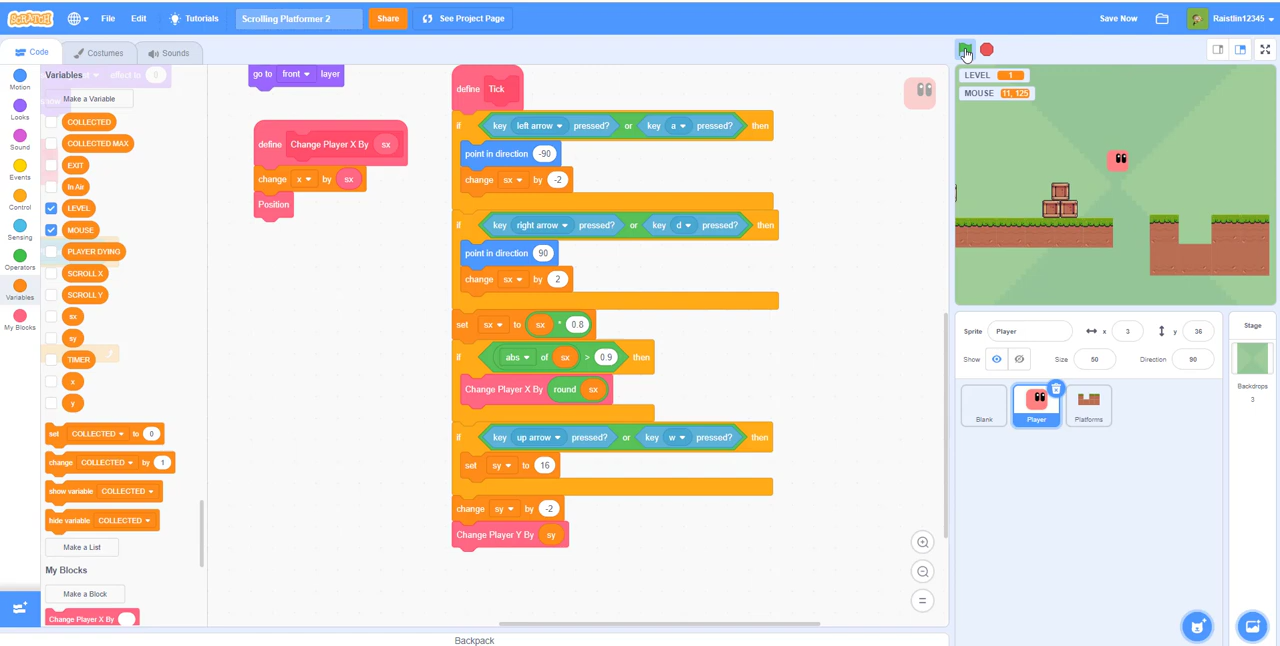 SCRATCH File Edit Tutorials Scrolling Platformer 2 Share See Project Page Save Now Raistlin12345
Code Costumes Sounds
Motion
Looks
Sound
Events
Control
Sensing
Operators
Variables
My Blocks
Variables
Make a Variable
COLLECTED
COLLECTED MAX
EXIT
In Air
LEVEL
MOUSE
PLAYER DYING
SCROLL X
SCROLL Y
sx
sy
TIMER
x
y
set COLLECTED to 0
change COLLECTED by 1
show variable COLLECTED
hide variable COLLECTED
Make a List
My Blocks
Make a Block
Change Player X By
go to front layer
define Change Player X By sx
change x by sx
Position
define Tick
if key left arrow pressed? or key a pressed? then
point in direction -90
change sx by -2
if key right arrow pressed? or key d pressed? then
point in direction 90
change sx by 2
set sx to sx * 0.8
if abs of sx > 0.9 then
Change Player X By round sx
if key up arrow pressed? or key w pressed? then
set sy to 16
change sy by -2
Change Player Y By sy
Backpack
LEVEL 1
MOUSE 11, 125
Sprite Player x 3 y 36
Show Size 50 Direction 90
Blank
Player
Platforms
Stage
Backdrops
3